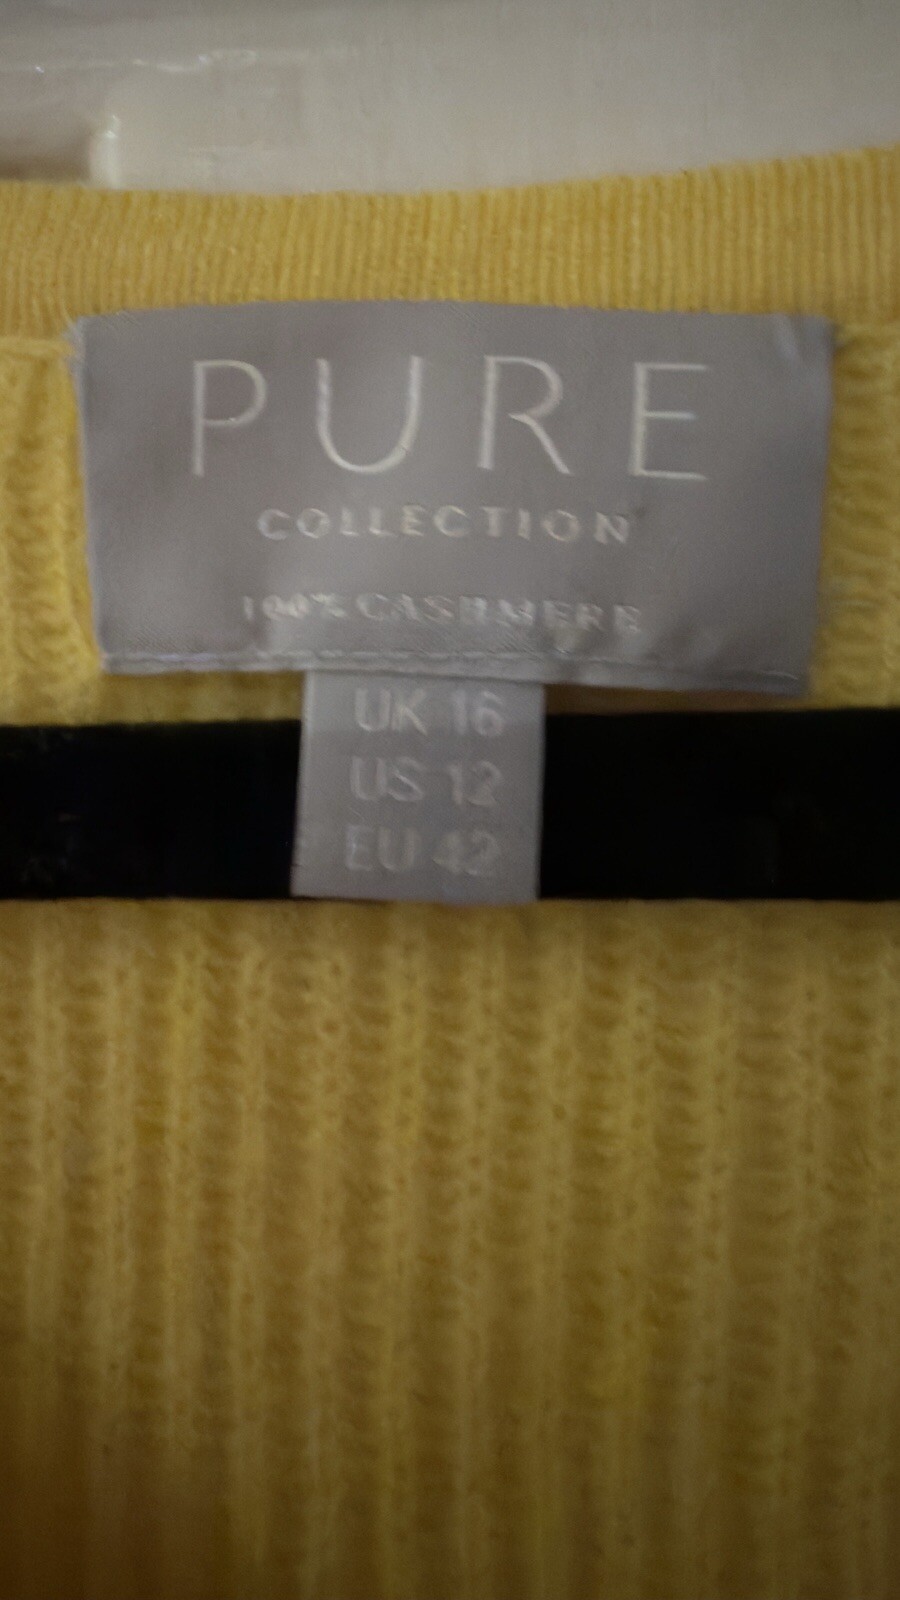 PURE
COLLECTION
100% CASHMERE
UK 16
US 12
EU 42